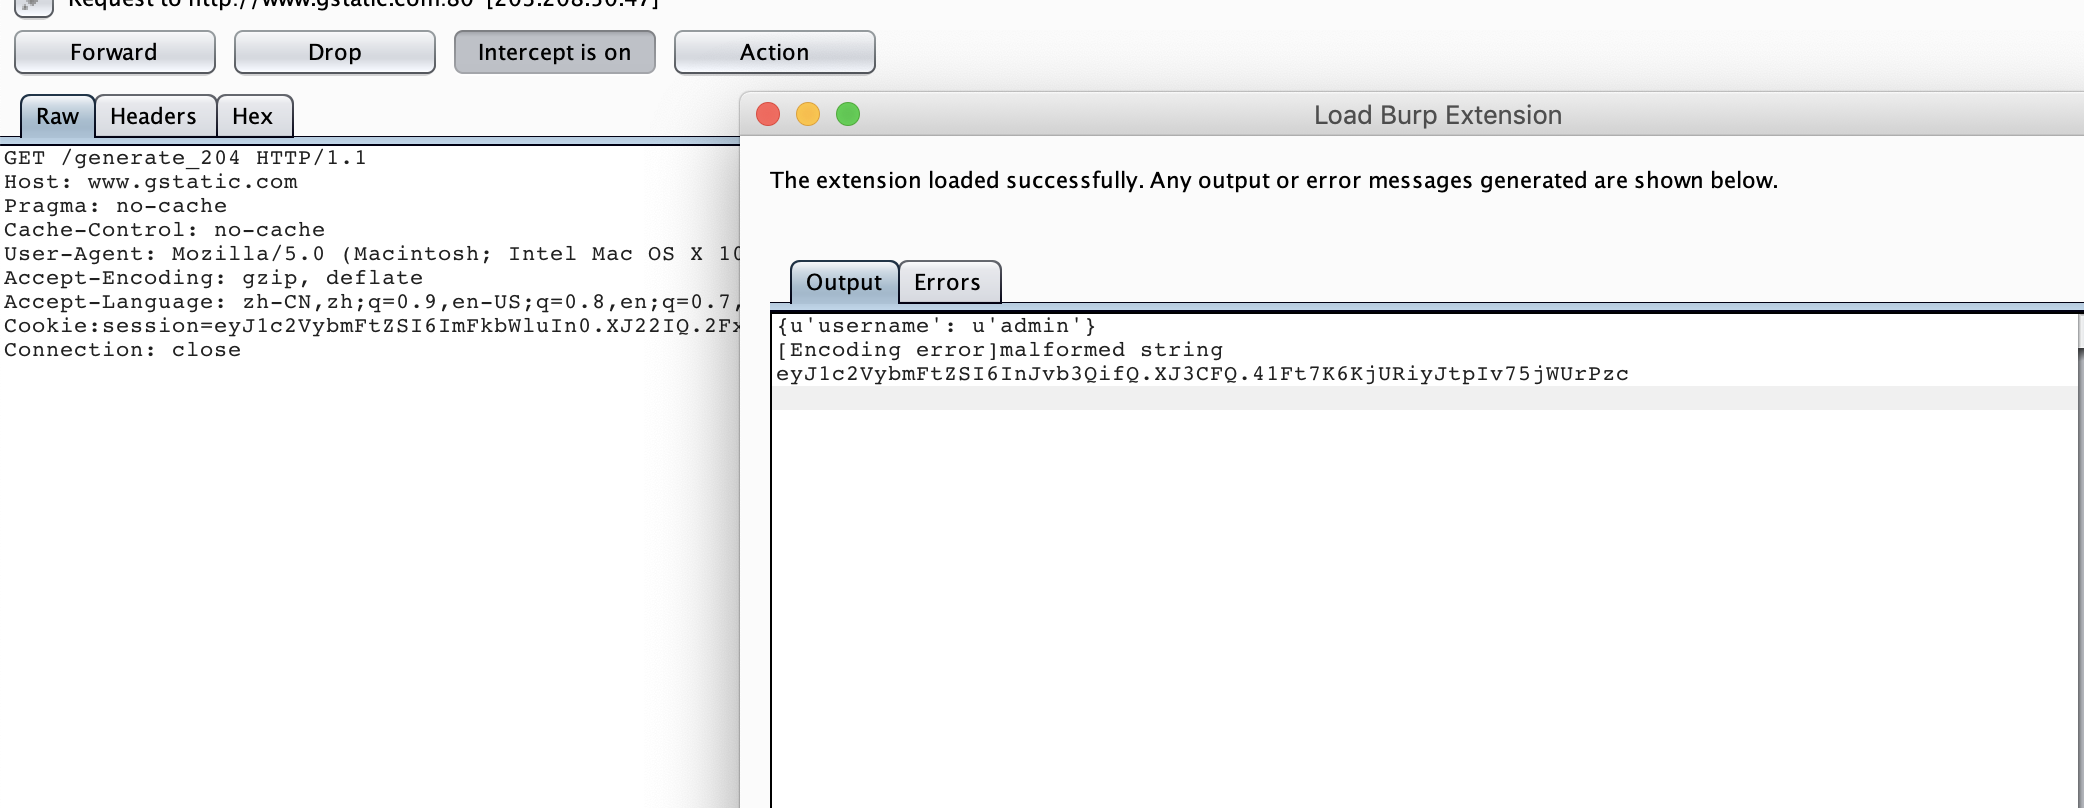 Request to http://www.gstatic.com:80 [203.208.50.47]
Forward Drop Intercept is on Action
Raw Headers Hex
GET /generate_204 HTTP/1.1
Host: www.gstatic.com
Pragma: no-cache
Cache-Control: no-cache
User-Agent: Mozilla/5.0 (Macintosh; Intel Mac OS X 10
Accept-Encoding: gzip, deflate
Accept-Language: zh-CN,zh;q=0.9,en-US;q=0.8,en;q=0.7,
Cookie:session=eyJ1c2VybmFtZSI6ImFkbWluIn0.XJ22IQ.2Fx
Connection: close
Load Burp Extension
The extension loaded successfully. Any output or error messages generated are shown below.
Output Errors
{u'username': u'admin'}
[Encoding error]malformed string
eyJ1c2VybmFtZSI6InJvb3QifQ.XJ3CFQ.41Ft7K6KjURiyJtpIv75jWUrPzc